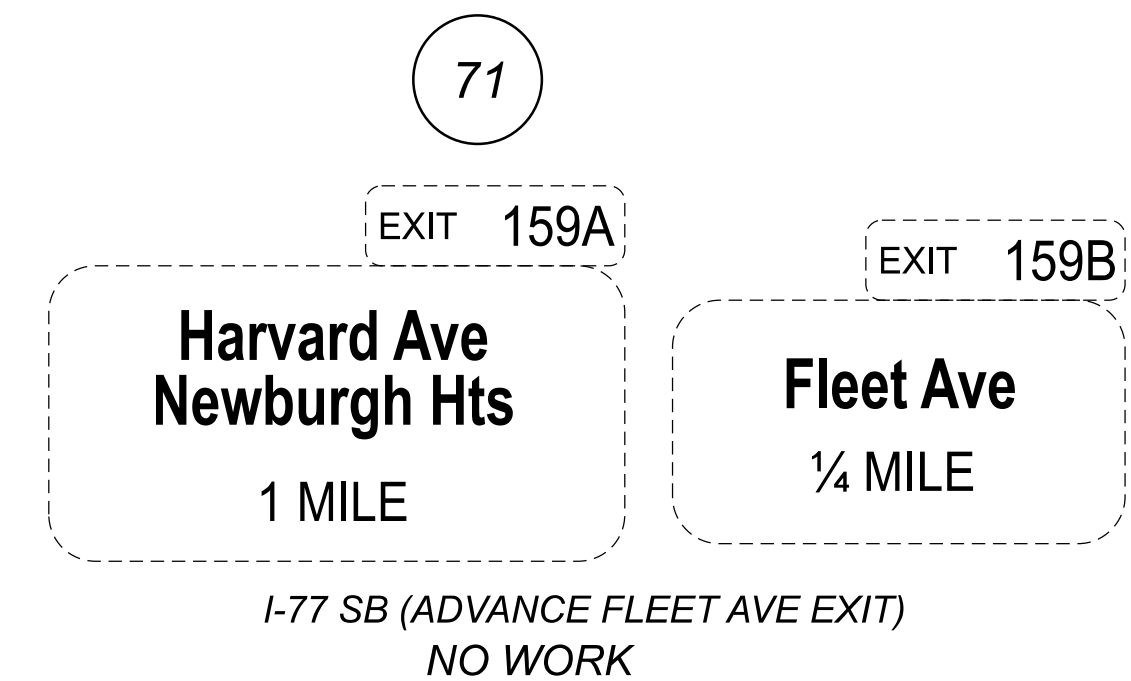 71
EXIT 159A
Harvard Ave
Newburgh Hts
1 MILE
EXIT 159B
Fleet Ave
¼ MILE
I-77 SB (ADVANCE FLEET AVE EXIT)
NO WORK